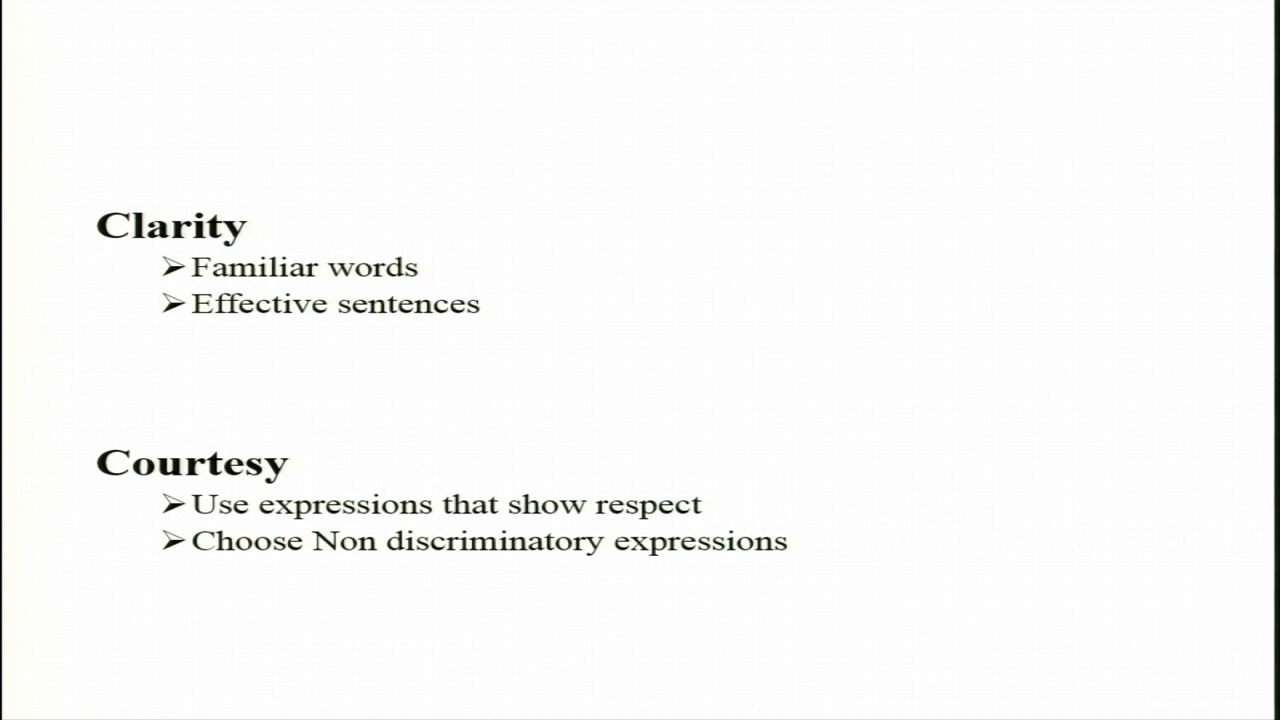 Clarity
➢Familiar words
➢Effective sentences
Courtesy
➢Use expressions that show respect
➢Choose Non discriminatory expressions